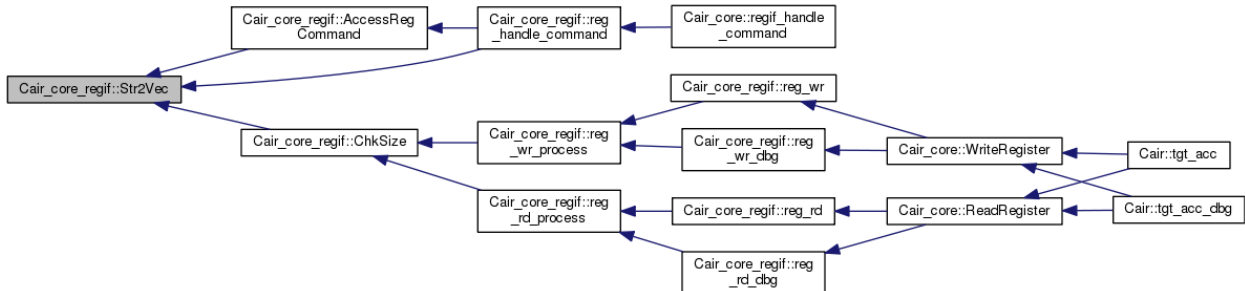 Cair_core_regif::Str2Vec
Cair_core_regif::AccessReg
Command
Cair_core_regif::reg
_handle_command
Cair_core::regif_handle
_command
Cair_core_regif::ChkSize
Cair_core_regif::reg
_wr_process
Cair_core_regif::reg_wr
Cair_core_regif::reg
_wr_dbg
Cair_core::WriteRegister
Cair::tgt_acc
Cair_core_regif::reg
_rd_process
Cair_core_regif::reg_rd
Cair_core::ReadRegister
Cair::tgt_acc_dbg
Cair_core_regif::reg
_rd_dbg